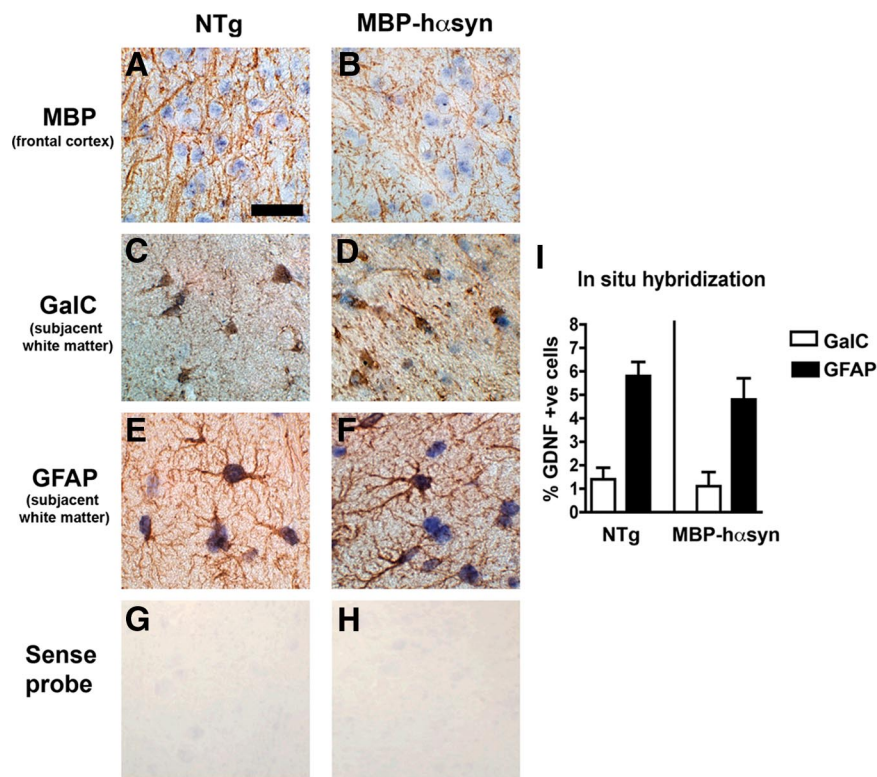 NTg
MBP-hαsyn
A
B
MBP
(frontal cortex)
C
D
GalC
(subjacent
white matter)
E
F
GFAP
(subjacent
white matter)
G
H
Sense
probe
I
In situ hybridization
% GDNF +ve cells
8
7
6
5
4
3
2
1
0
NTg
MBP-hαsyn
GalC
GFAP